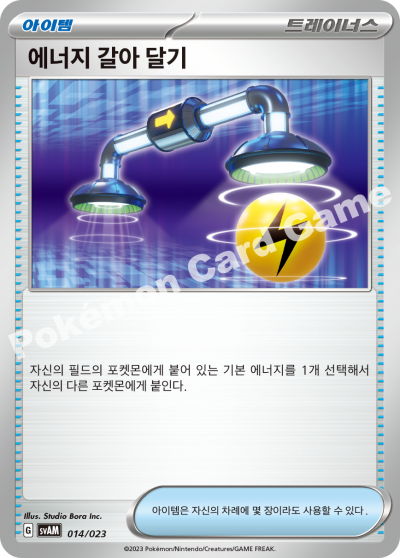 아이템
트레이너스
에너지 갈아 달기
Pokémon Card Game
자신의 필드의 포켓몬에게 붙어 있는 기본 에너지를 1개 선택해서
자신의 다른 포켓몬에게 붙인다.
Illus. Studio Bora Inc.
아이템은 자신의 차례에 몇 장이라도 사용할 수 있다.
G SVAM 014/023
©2023 Pokémon/Nintendo/Creatures/GAME FREAK.